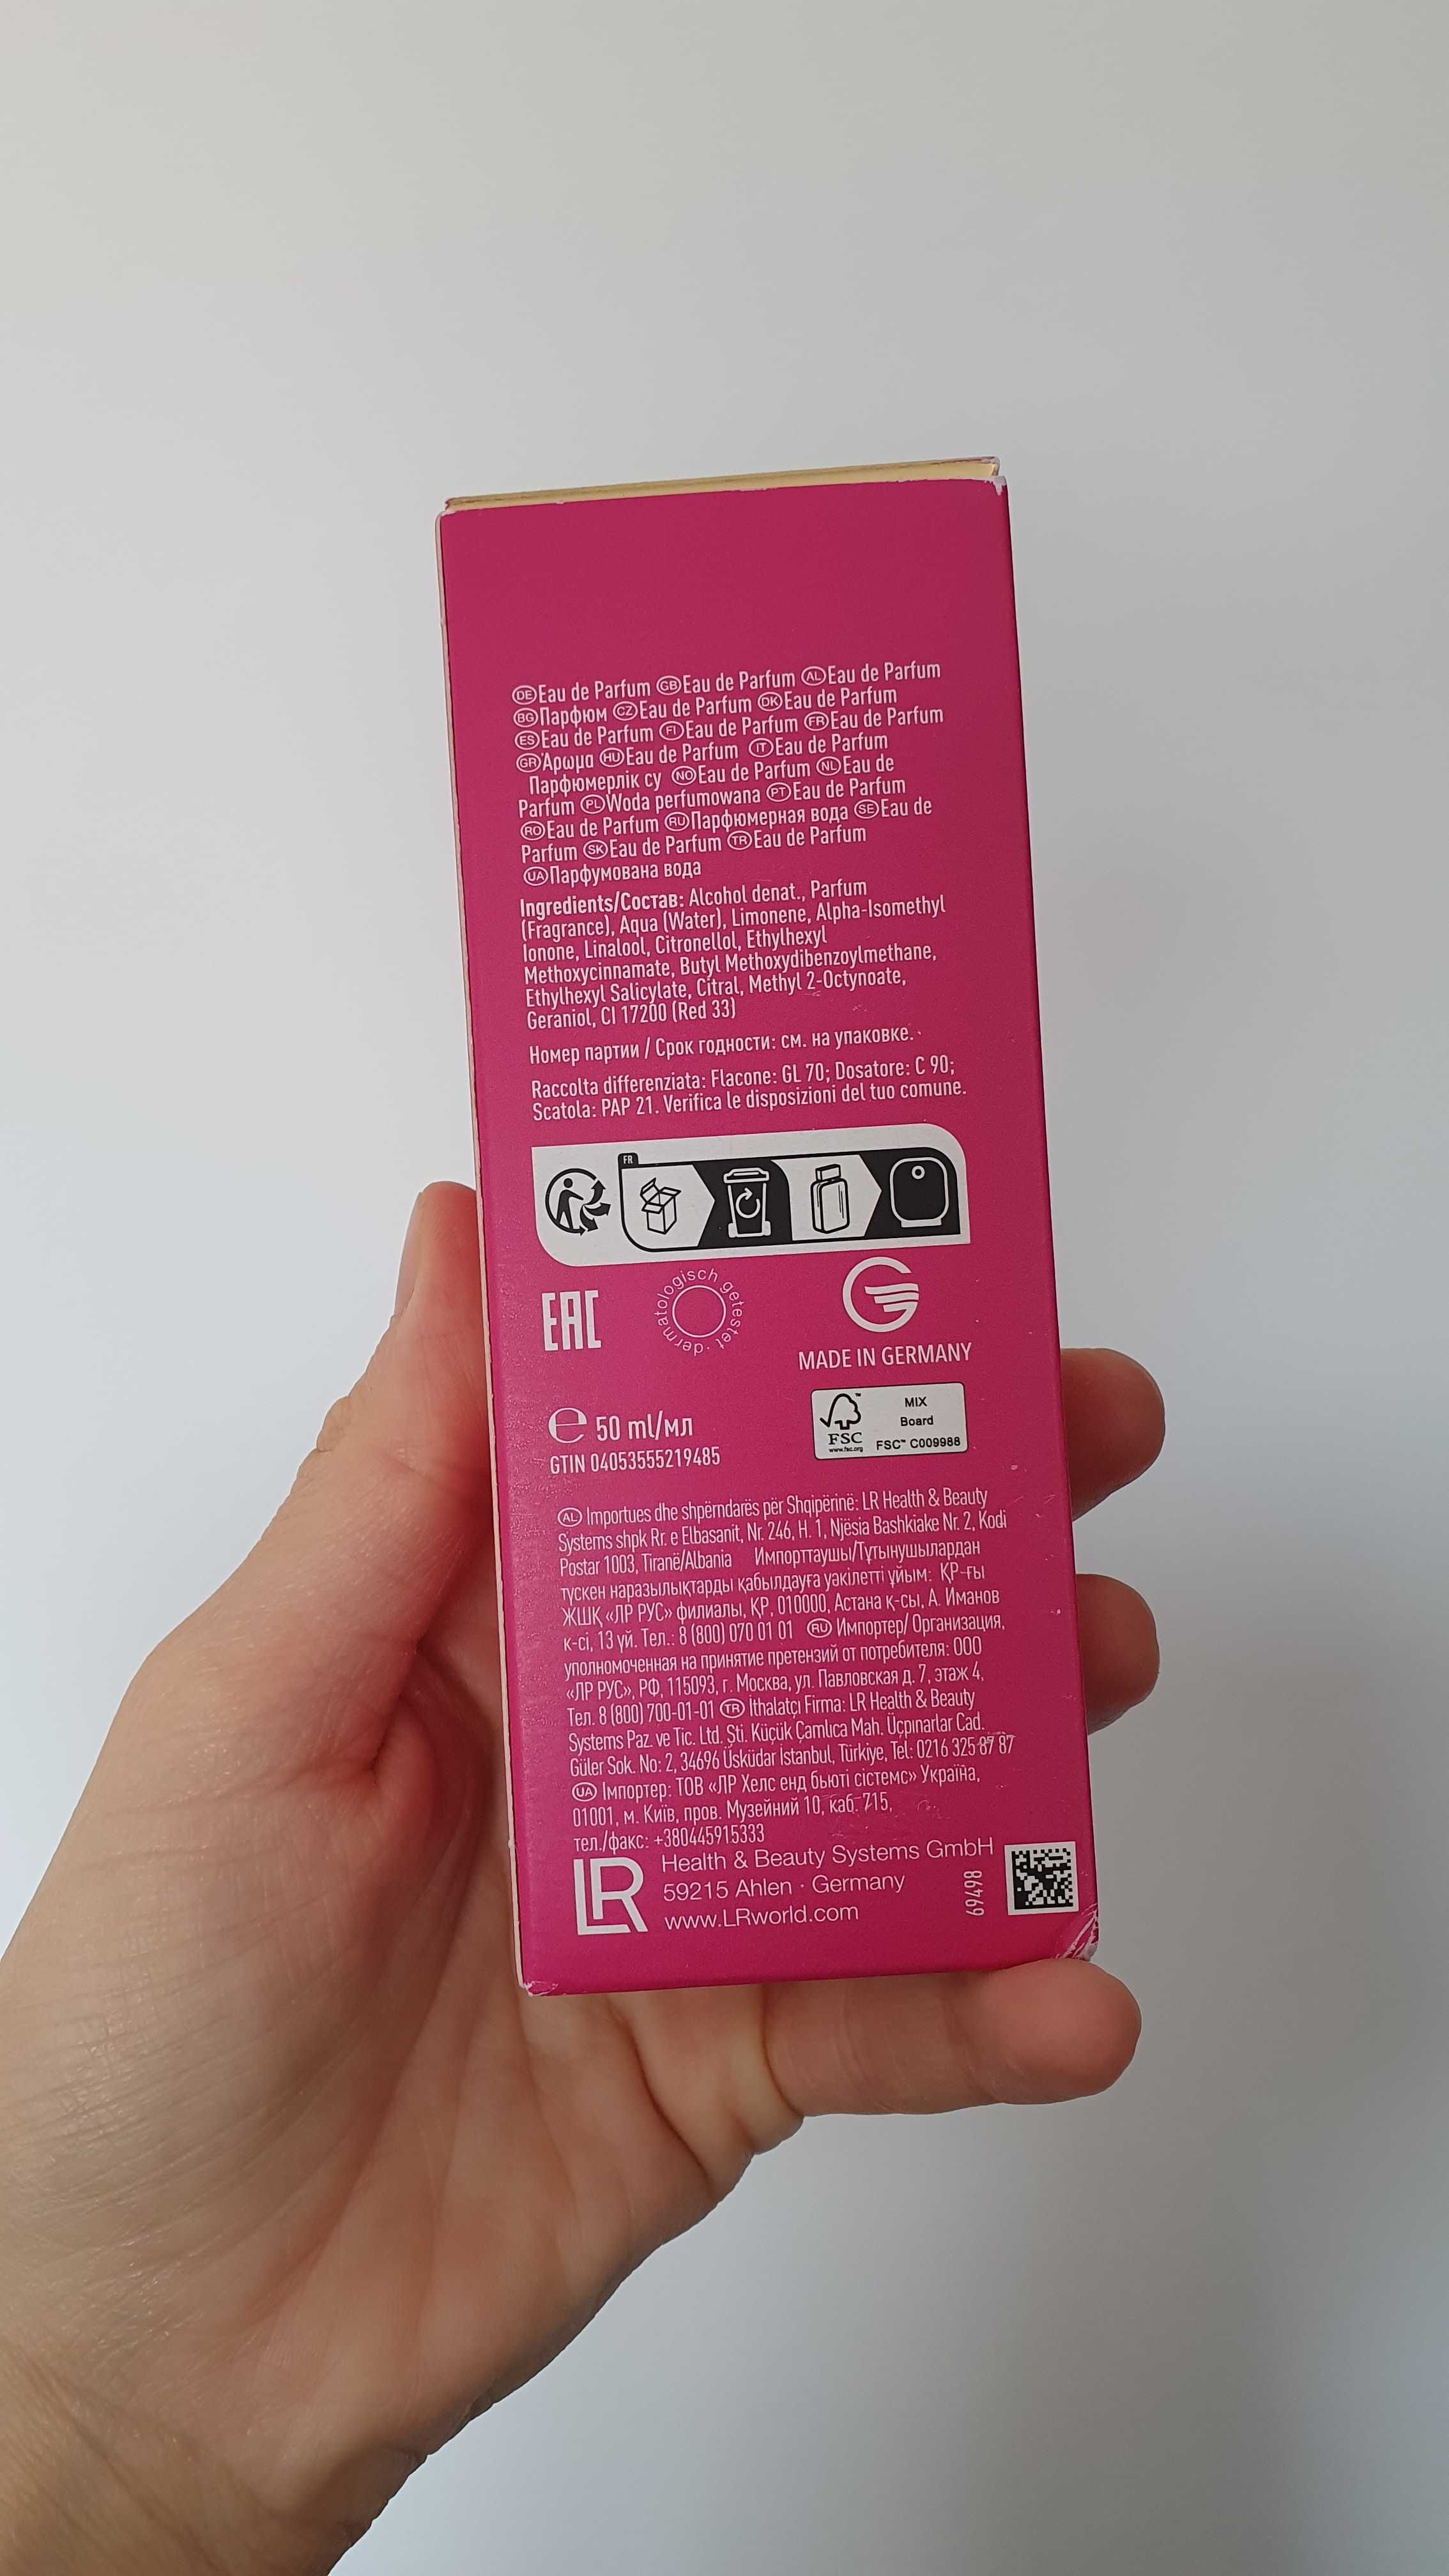 DE Eau de Parfum GB Eau de Parfum AL Eau de Parfum
BG Парфюм CZ Eau de Parfum DK Eau de Parfum
ES Eau de Parfum FI Eau de Parfum FR Eau de Parfum
GR Άρωμα HU Eau de Parfum IT Eau de Parfum
Парфюмерлік су NO Eau de Parfum NL Eau de
Parfum PL Woda perfumowana PT Eau de Parfum
RO Eau de Parfum RU Парфюмерная вода SE Eau de
Parfum SK Eau de Parfum TR Eau de Parfum
UA Парфумована вода
Ingredients/Состав: Alcohol denat., Parfum
(Fragrance), Aqua (Water), Limonene, Alpha-Isomethyl
Ionone, Linalool, Citronellol, Ethylhexyl
Methoxycinnamate, Butyl Methoxydibenzoylmethane,
Ethylhexyl Salicylate, Citral, Methyl 2-Octynoate,
Geraniol, CI 17200 (Red 33)
Номер партии / Срок годности: см. на упаковке.
Raccolta differenziata: Flacone: GL 70; Dosatore: C 90;
Scatola: PAP 21. Verifica le disposizioni del tuo comune.
FR
EAC
dermatologisch getestet
MADE IN GERMANY
e 50 ml/мл
GTIN 04053555219485
FSC
www.fsc.org
MIX
Board
FSC™ C009988
AL Importues dhe shpërndarës për Shqipërinë: LR Health & Beauty
Systems shpk Rr. e Elbasanit, Nr. 246, H. 1, Njësia Bashkiake Nr. 2, Kodi
Postar 1003, Tiranë/Albania Импорттаушы/Тұтынушылардан
түскен наразылықтарды қабылдауға уәкілетті ұйым: ҚР-ғы
ЖШҚ «ЛР РУС» филиалы, ҚР, 010000, Астана қ-сы, А. Иманов
к-сі, 13 үй. Тел.: 8 (800) 070 01 01 RU Импортер/ Организация,
уполномоченная на принятие претензий от потребителя: ООО
«ЛР РУС», РФ, 115093, г. Москва, ул. Павловская д. 7, этаж 4,
Тел. 8 (800) 700-01-01 TR İthalatçı Firma: LR Health & Beauty
Systems Paz. ve Tic. Ltd. Şti. Küçük Çamlıca Mah. Üçpınarlar Cad.
Güler Sok. No: 2, 34696 Üsküdar İstanbul, Türkiye, Tel: 0216 325 87 87
UA Імпортер: ТОВ «ЛР Хелс енд бьюті сістемс» Україна,
01001, м. Київ, пров. Музейний 10, каб. 715,
тел./факс: +380445915333
LR
Health & Beauty Systems GmbH
59215 Ahlen · Germany
www.LRworld.com
69498